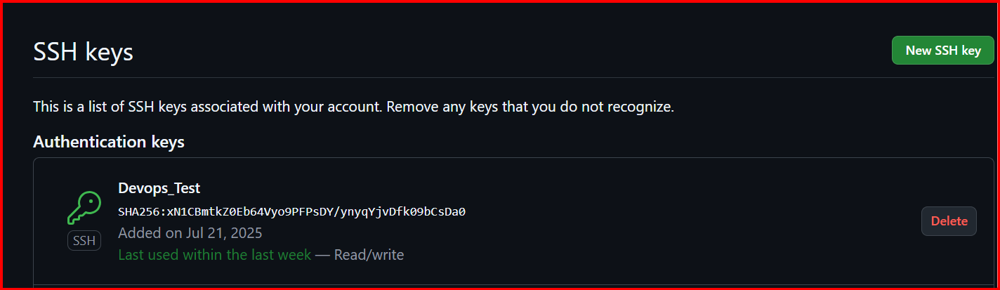 SSH keys
New SSH key
This is a list of SSH keys associated with your account. Remove any keys that you do not recognize.
Authentication keys
Devops_Test
SHA256:xN1CBmtkZ0Eb64Vyo9PFPsDY/ynyqYjvDfk09bCsDa0
Added on Jul 21, 2025
Last used within the last week — Read/write
SSH
Delete